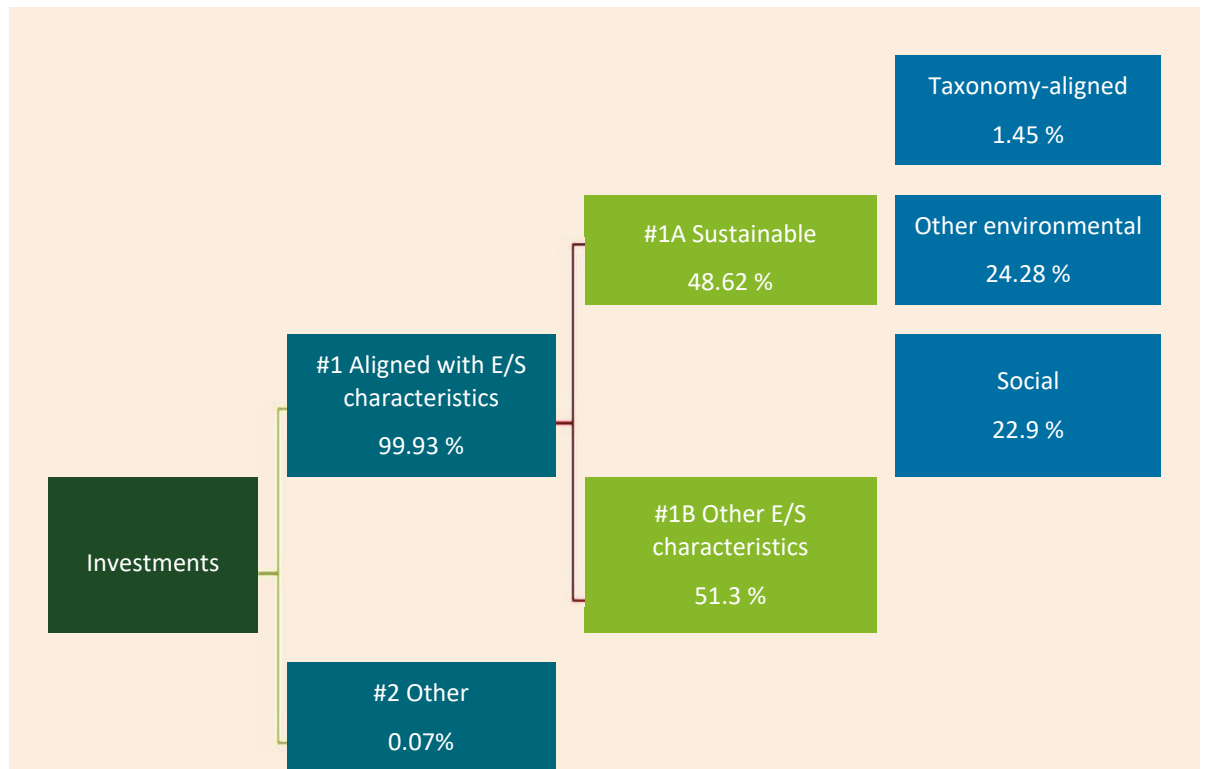 Taxonomy-aligned
1.45 %
#1A Sustainable
48.62 %
Other environmental
24.28 %
#1 Aligned with E/S
characteristics
99.93 %
Social
22.9 %
Investments
#1B Other E/S
characteristics
51.3 %
#2 Other
0.07%